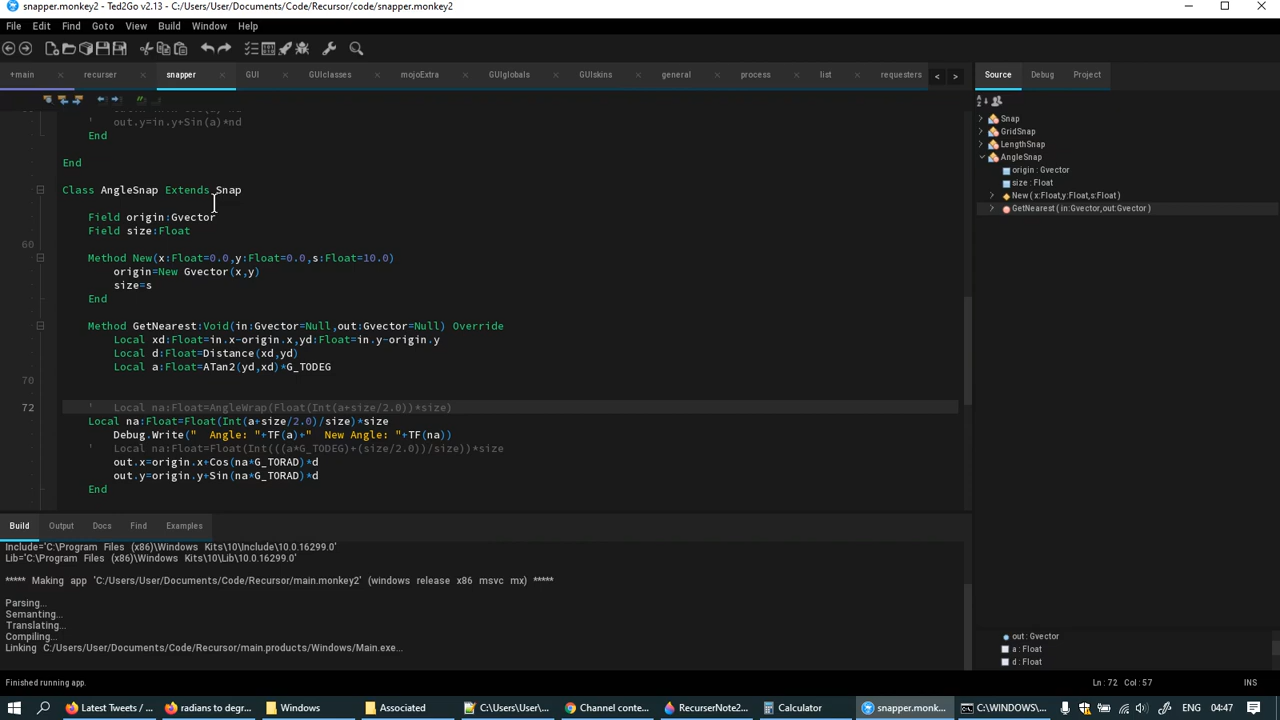 snapper.monkey2 - Ted2Go v2.13 - C:/Users/User/Documents/Code/Recursor/code/snapper.monkey2
File Edit Find Goto View Build Window Help
+main recurser snapper GUI GUIclasses mojoExtra GUIglobals GUIskins general process list requesters < > Source Debug Project
' out.y=in.y+Sin(a)*nd
End
End
Class AngleSnap Extends Snap
Field origin:Gvector
Field size:Float
60
Method New(x:Float=0.0,y:Float=0.0,s:Float=10.0)
origin=New Gvector(x,y)
size=s
End
Method GetNearest:Void(in:Gvector=Null,out:Gvector=Null) Override
Local xd:Float=in.x-origin.x,yd:Float=in.y-origin.y
Local d:Float=Distance(xd,yd)
Local a:Float=ATan2(yd,xd)*G_TODEG
70
72 ' Local na:Float=AngleWrap(Float(Int(a+size/2.0))*size)
Local na:Float=Float(Int(a+size/2.0)/size)*size
Debug.Write("  Angle: "+TF(a)+"  New Angle: "+TF(na))
' Local na:Float=Float(Int(((a*G_TODEG)+(size/2.0))/size))*size
out.x=origin.x+Cos(na*G_TORAD)*d
out.y=origin.y+Sin(na*G_TORAD)*d
End
Snap
GridSnap
LengthSnap
AngleSnap
origin : Gvector
size : Float
New ( x:Float,y:Float,s:Float )
GetNearest ( in:Gvector,out:Gvector )
out : Gvector
a : Float
d : Float
Build Output Docs Find Examples
Include='C:\Program Files (x86)\Windows Kits\10\Include\10.0.16299.0'
Lib='C:\Program Files (x86)\Windows Kits\10\Lib\10.0.16299.0'
***** Making app 'C:/Users/User/Documents/Code/Recursor/main.monkey2' (windows release x86 msvc mx) *****
Parsing...
Semanting...
Translating...
Compiling...
Linking C:/Users/User/Documents/Code/Recursor/main.products/Windows/Main.exe...
Finished running app. Ln: 72 Col: 57 INS
Latest Tweets / ... radians to degr... Windows Associated C:\Users\User\... Channel conte... RecurserNote2... Calculator snapper.monk... C:\WINDOWS\... 04:47